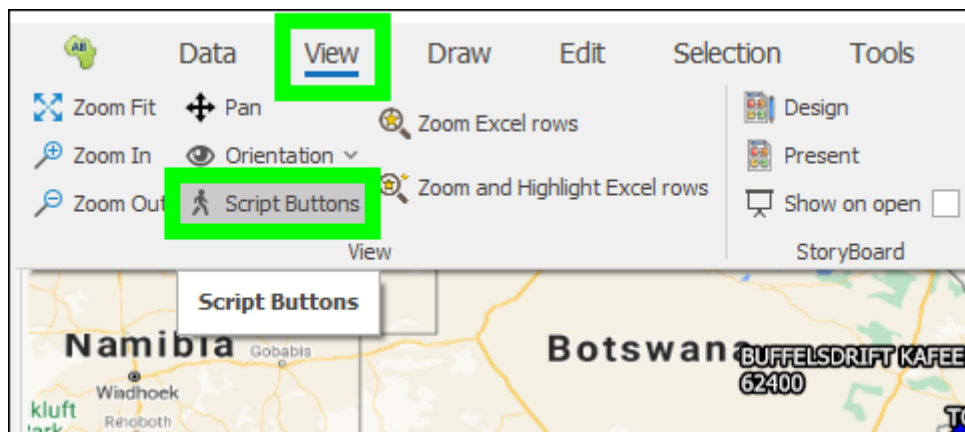 AB
Data View Draw Edit Selection Tools
Zoom Fit Pan Zoom Excel rows Design
Zoom In Orientation Present
Zoom Out Script Buttons Zoom and Highlight Excel rows Show on open
View StoryBoard
Script Buttons
Namibia Gobabis Botswana BUFFELSDRIFT KAFEE
62400
Windhoek
kluft
Rehoboth